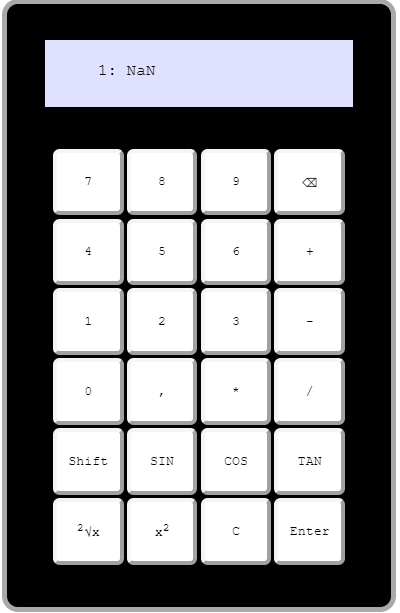 1: NaN
7 8 9 ⌫
4 5 6 +
1 2 3 -
0 , * /
Shift SIN COS TAN
²√x x² C Enter